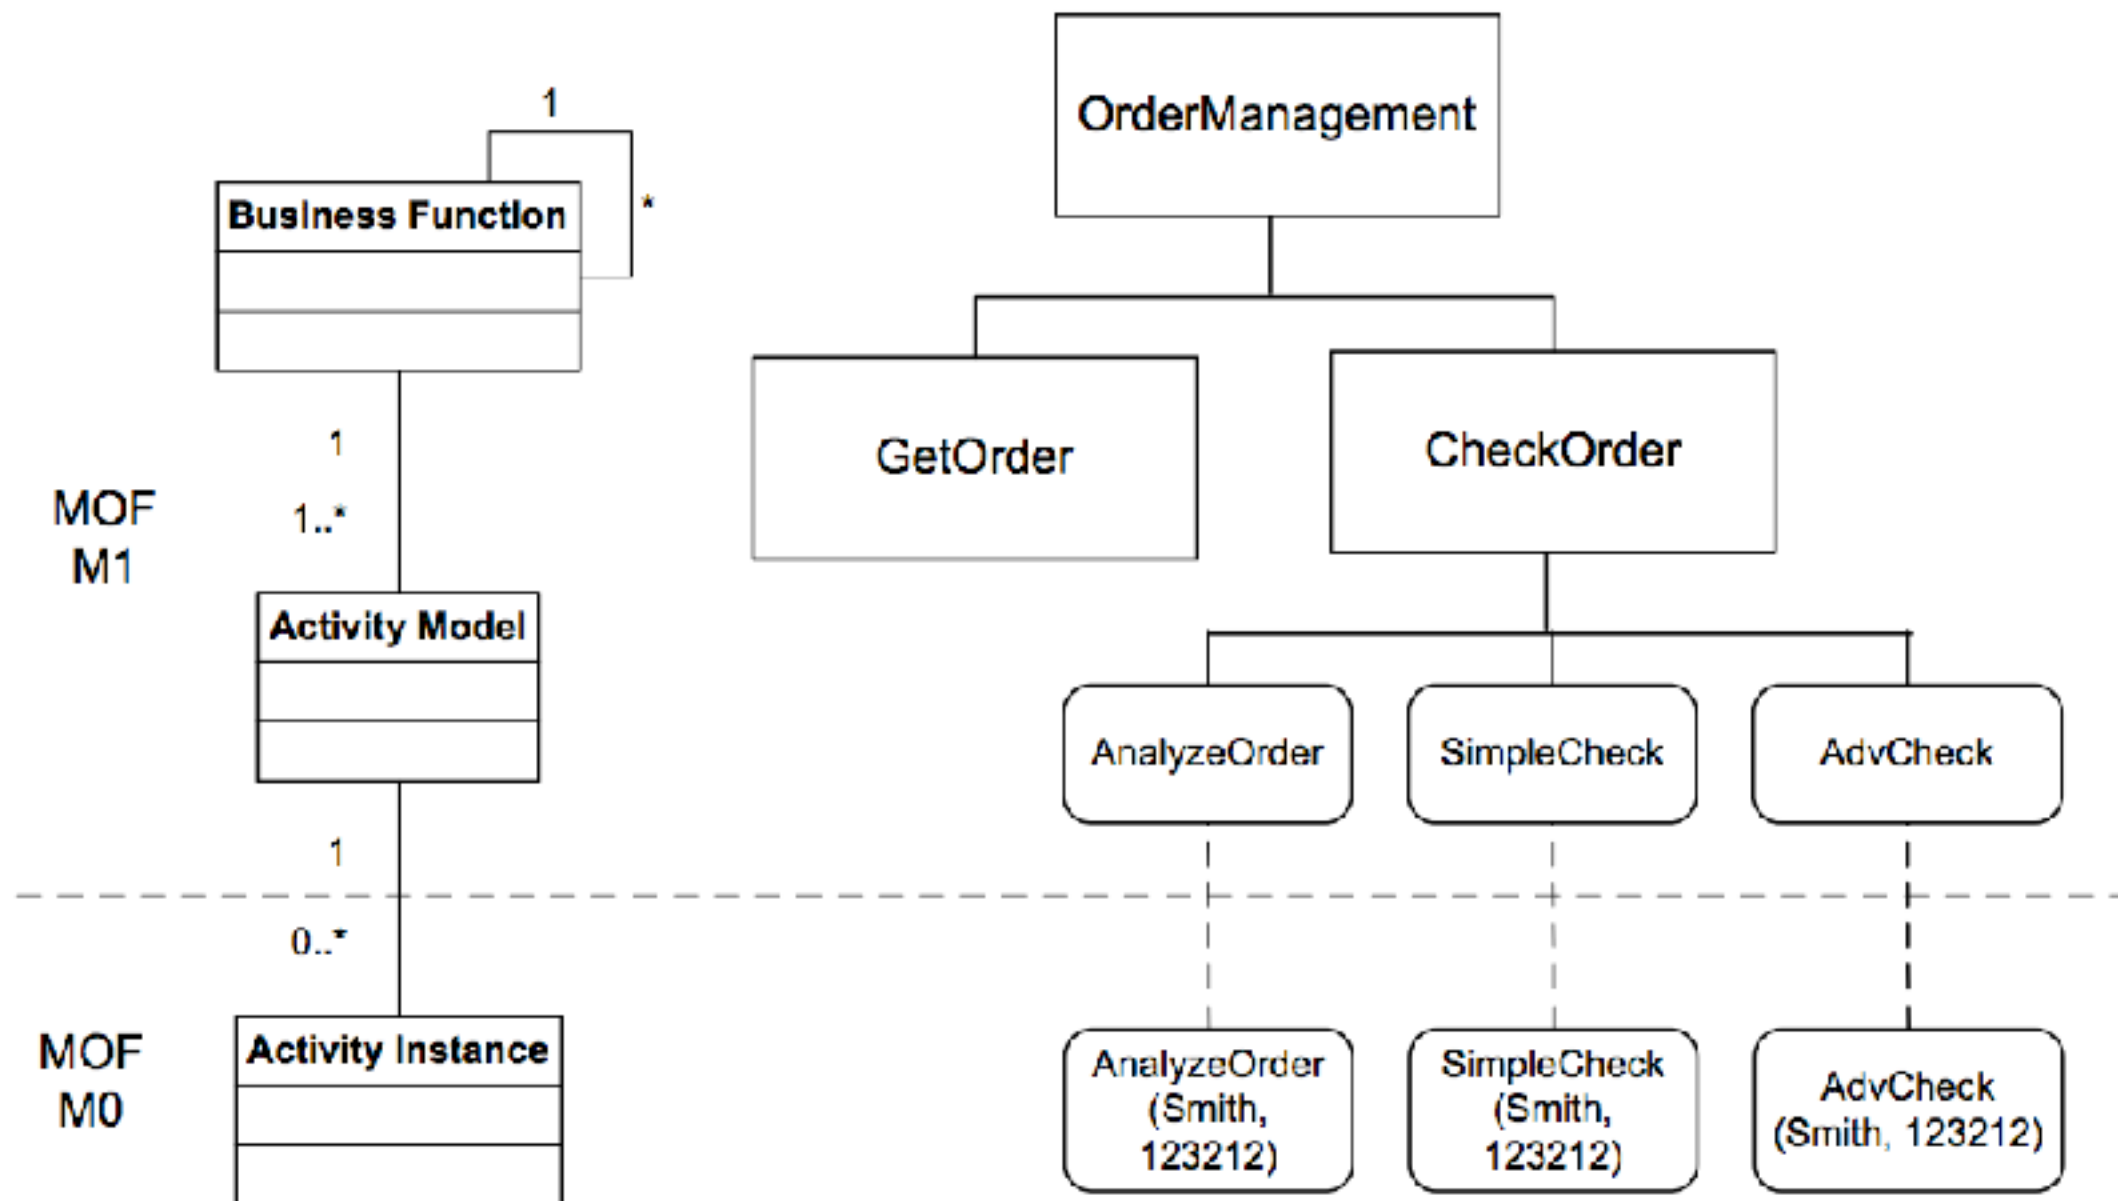 1
OrderManagement
Business Function
*
1
1..*
MOF
M1
GetOrder
CheckOrder
Activity Model
AnalyzeOrder
SimpleCheck
AdvCheck
1
0..*
MOF
M0
Activity Instance
AnalyzeOrder
(Smith,
123212)
SimpleCheck
(Smith,
123212)
AdvCheck
(Smith, 123212)